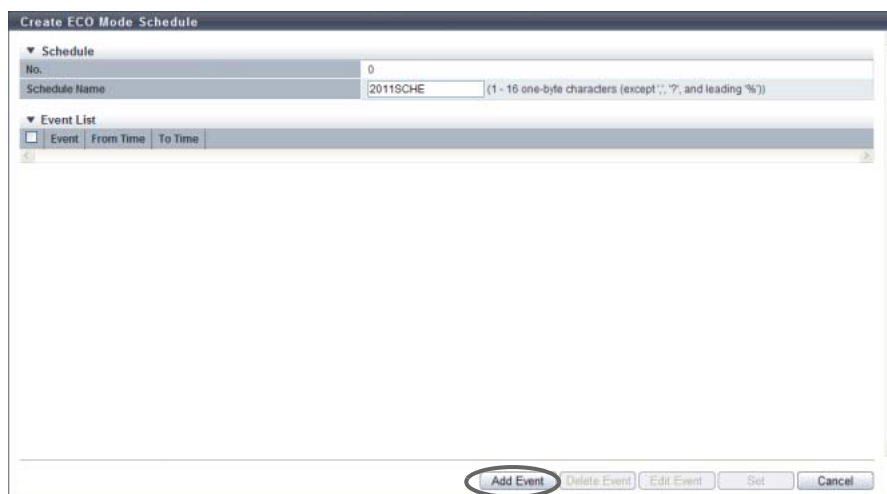 Create ECO Mode Schedule
▼ Schedule
No. 0
Schedule Name 2011SCHE (1 - 16 one-byte characters (except ',', '?', and leading '%'))
▼ Event List
Event From Time To Time
Add Event Delete Event Edit Event Set Cancel